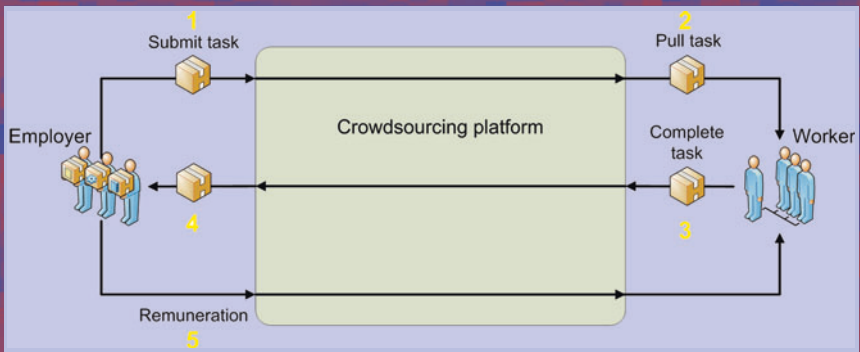 1
Submit task
2
Pull task
Employer
Crowdsourcing platform
Complete
task
Worker
4
3
Remuneration
5